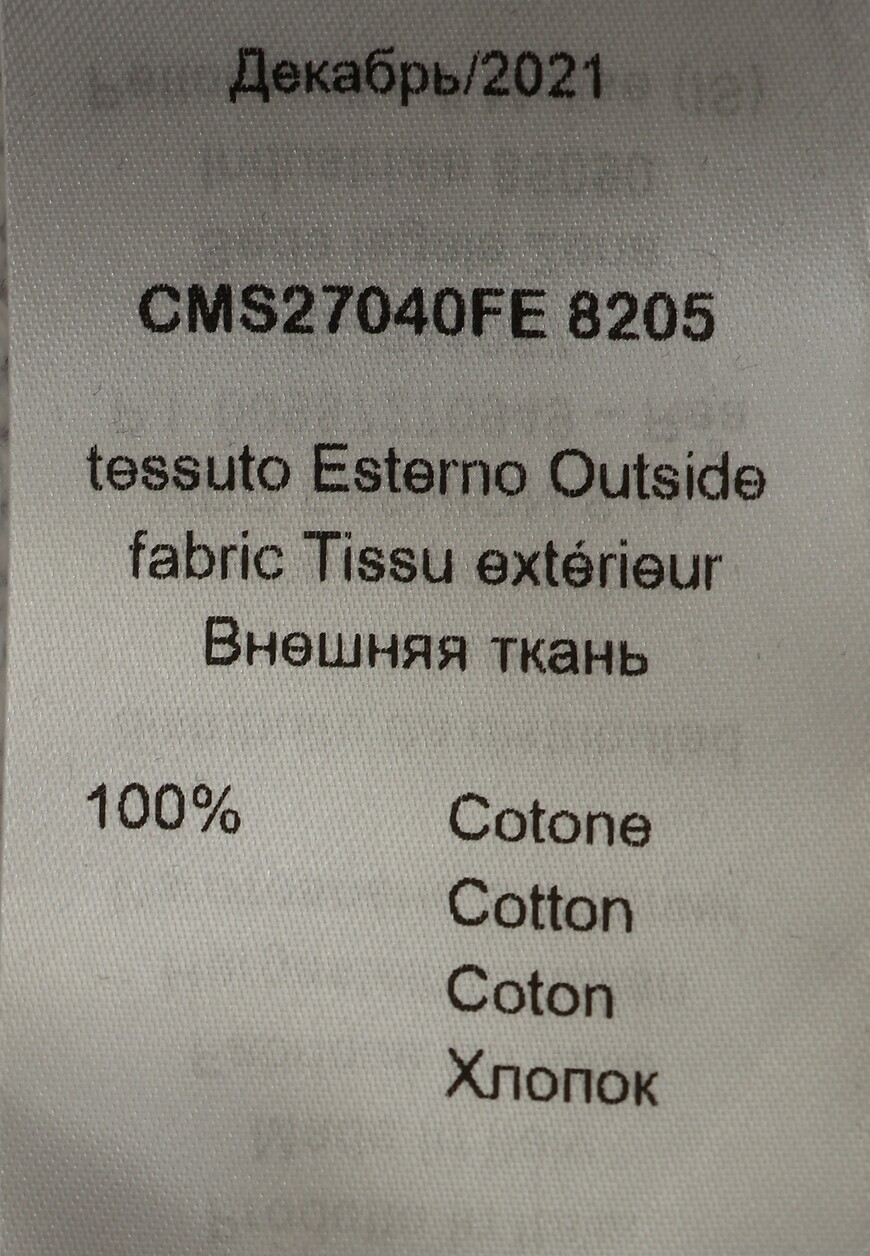 Декабрь/2021
CMS27040FE 8205
tessuto Esterno Outside
fabric Tissu extérieur
Внешняя ткань
100% Cotone
Cotton
Coton
Хлопок